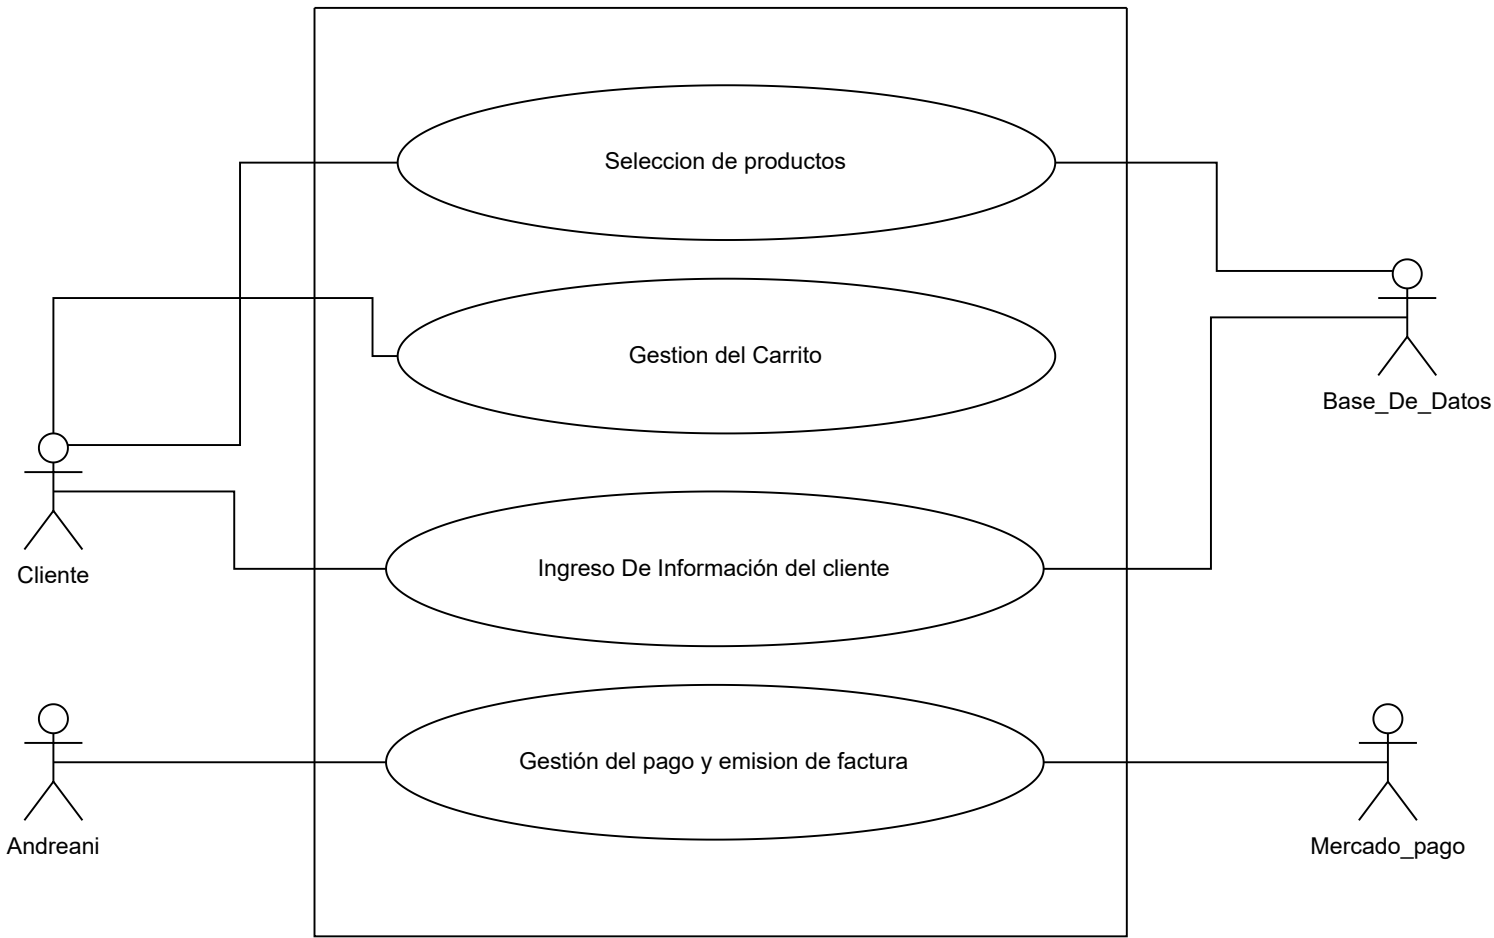 Seleccion de productos
Gestion del Carrito
Base_De_Datos
Ingreso De Información del cliente
Cliente
Gestión del pago y emision de factura
Andreani
Mercado_pago